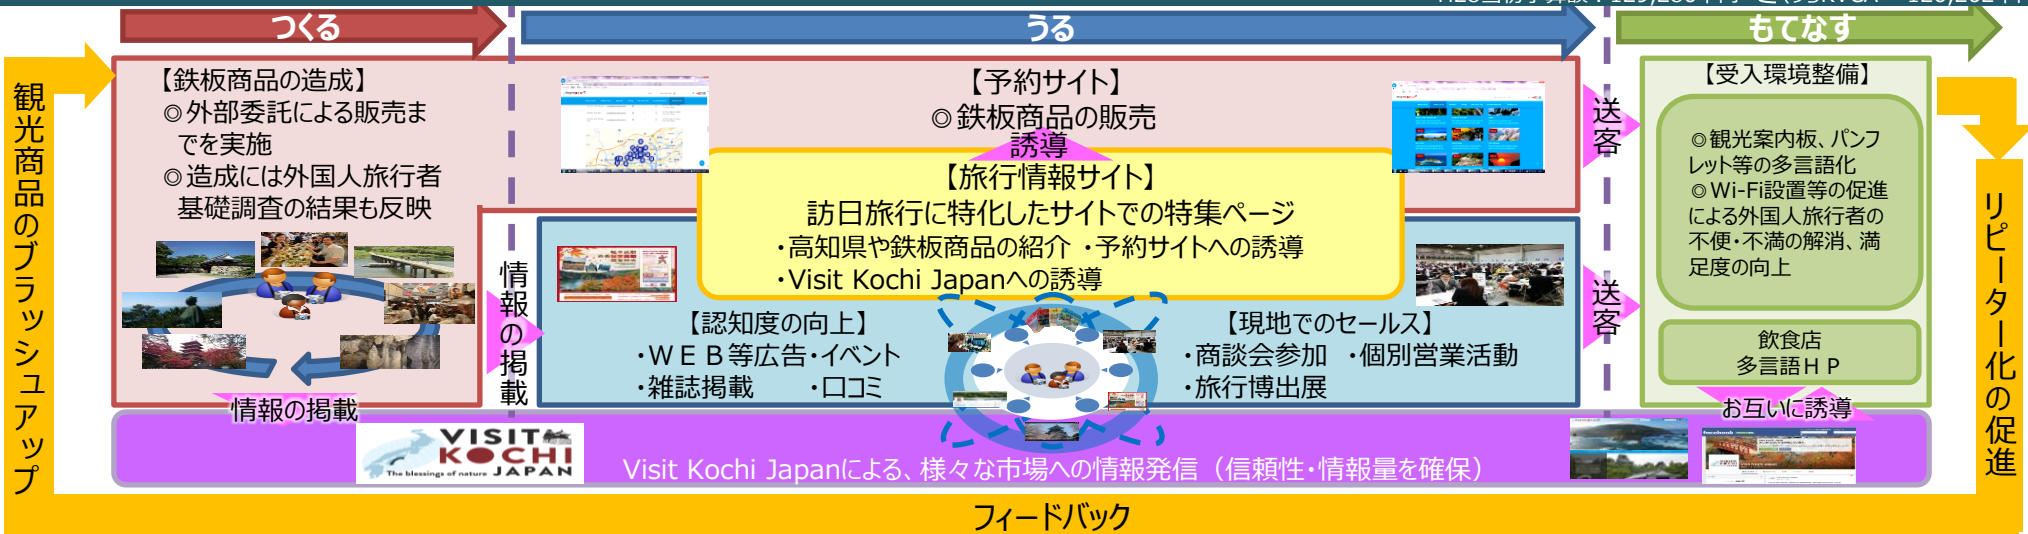 つくる
うる
もてなす
観光商品のブラッシュアップ
【鉄板商品の造成】
◎外部委託による販売ま
でを実施
◎造成には外国人旅行者
基礎調査の結果も反映
情報の掲載
情報の掲載
【予約サイト】
◎鉄板商品の販売
誘導
【旅行情報サイト】
訪日旅行に特化したサイトでの特集ページ
・高知県や鉄板商品の紹介 ・予約サイトへの誘導
・Visit Kochi Japanへの誘導
【認知度の向上】
・ＷＥＢ等広告・イベント
・雑誌掲載　・口コミ
【現地でのセールス】
・商談会参加 ・個別営業活動
・旅行博出展
送客
送客
【受入環境整備】
◎観光案内板、パンフ
レット等の多言語化
◎Wi-Fi設置等の促進
による外国人旅行者の
不便・不満の解消、満
足度の向上
飲食店
多言語ＨＰ
お互いに誘導
リピーター化の促進
VISIT
KOCHI
The blessings of nature JAPAN
Visit Kochi Japanによる、様々な市場への情報発信（信頼性・情報量を確保）
フィードバック